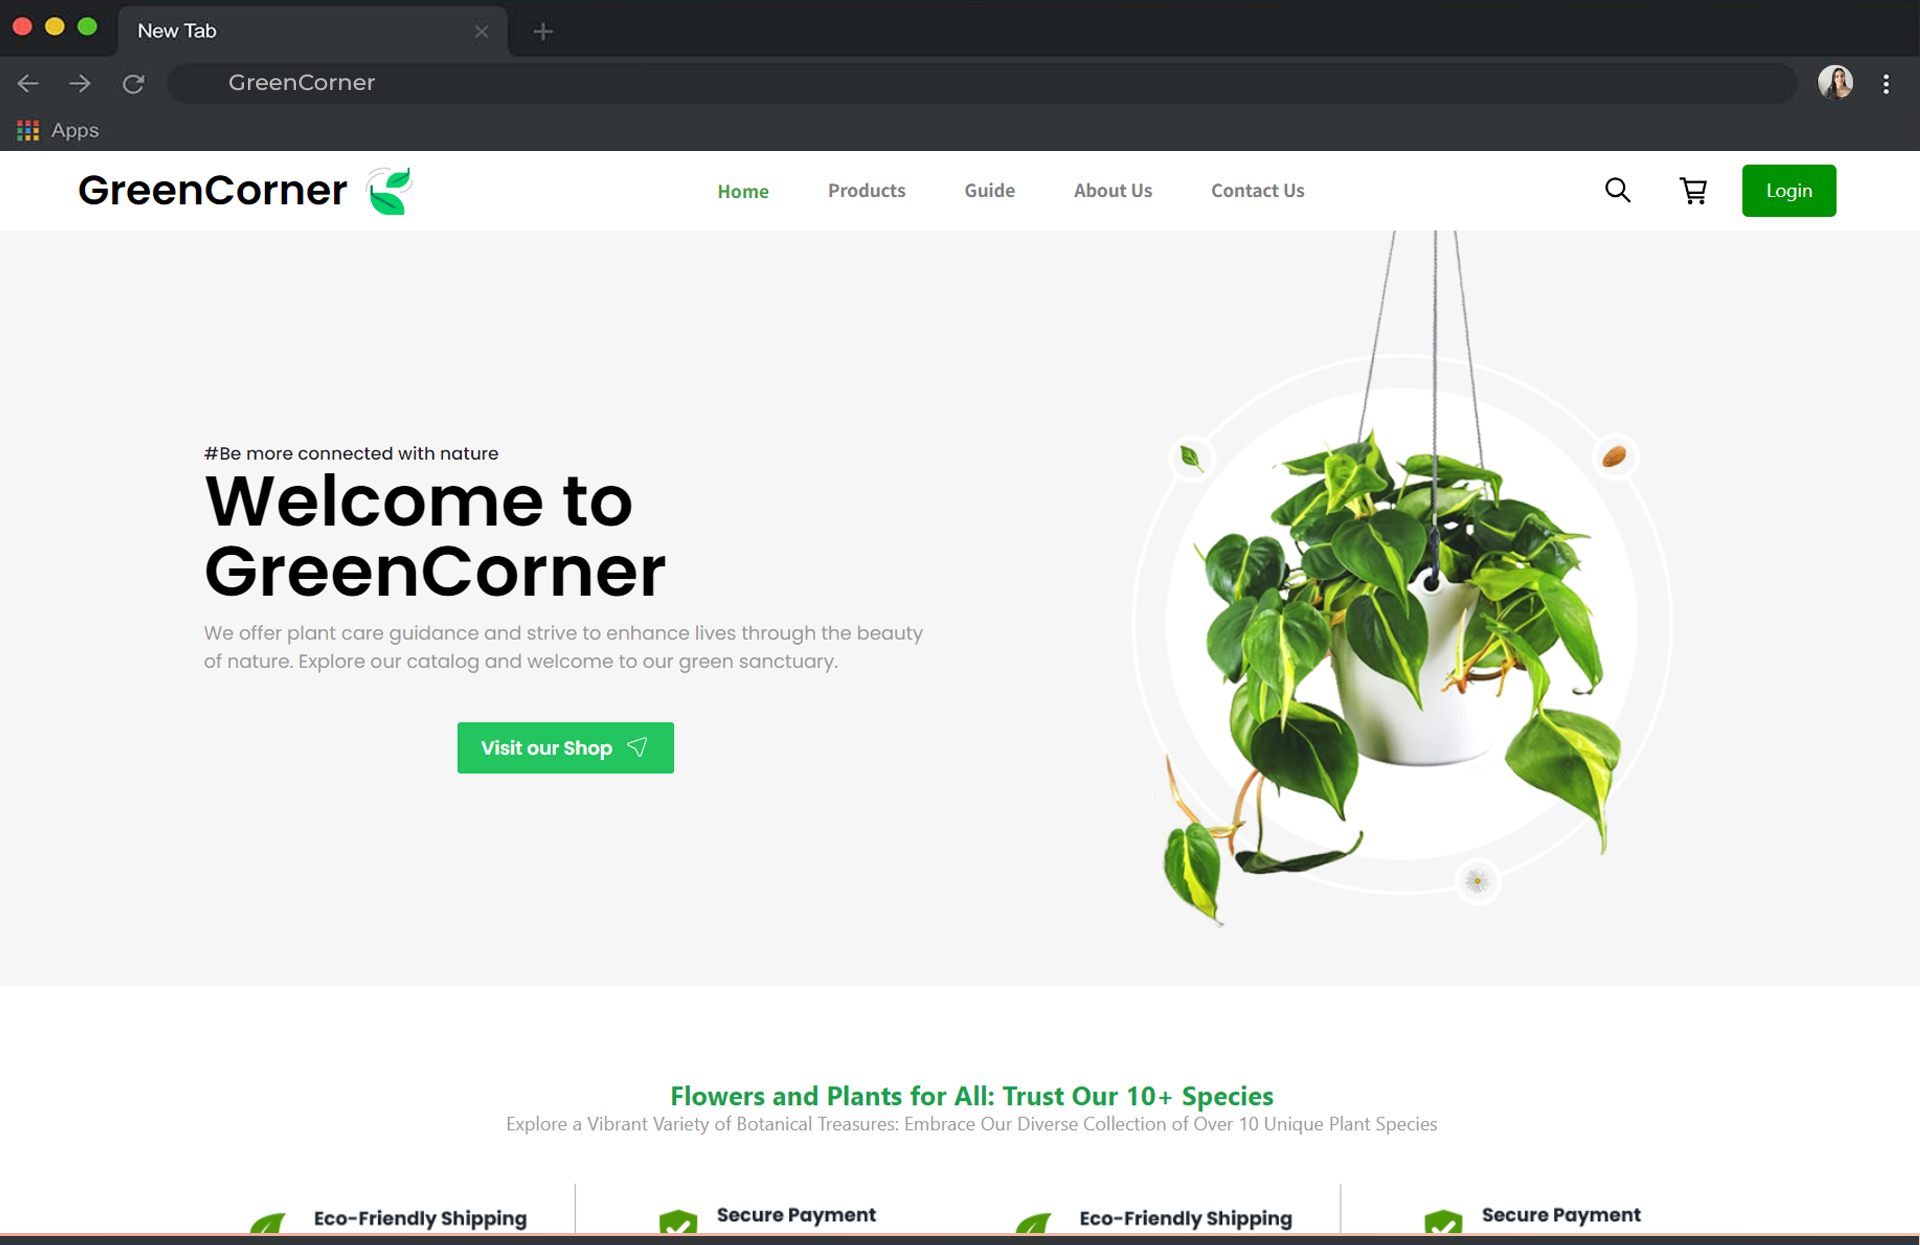 New Tab
GreenCorner
Apps
GreenCorner
Home
Products
Guide
About Us
Contact Us
Login
#Be more connected with nature
Welcome to
GreenCorner
We offer plant care guidance and strive to enhance lives through the beauty
of nature. Explore our catalog and welcome to our green sanctuary.
Visit our Shop
Flowers and Plants for All: Trust Our 10+ Species
Explore a Vibrant Variety of Botanical Treasures: Embrace Our Diverse Collection of Over 10 Unique Plant Species
Eco-Friendly Shipping
Secure Payment
Eco-Friendly Shipping
Secure Payment